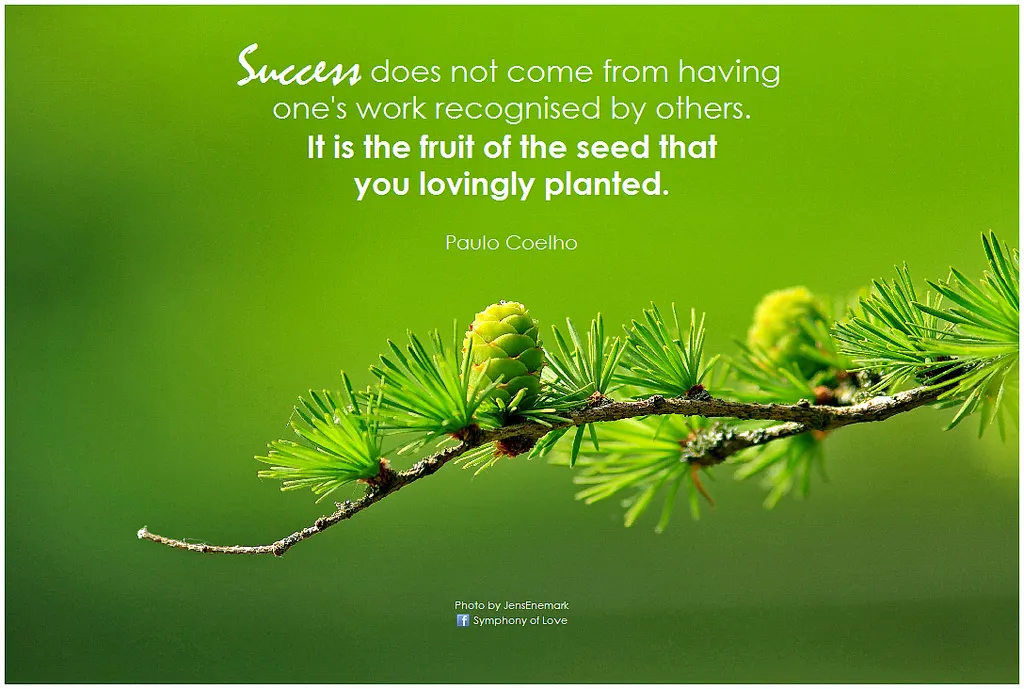 Success does not come from having
one's work recognised by others.
It is the fruit of the seed that
you lovingly planted.
Paulo Coelho
Photo by JensEnemark
f Symphony of Love